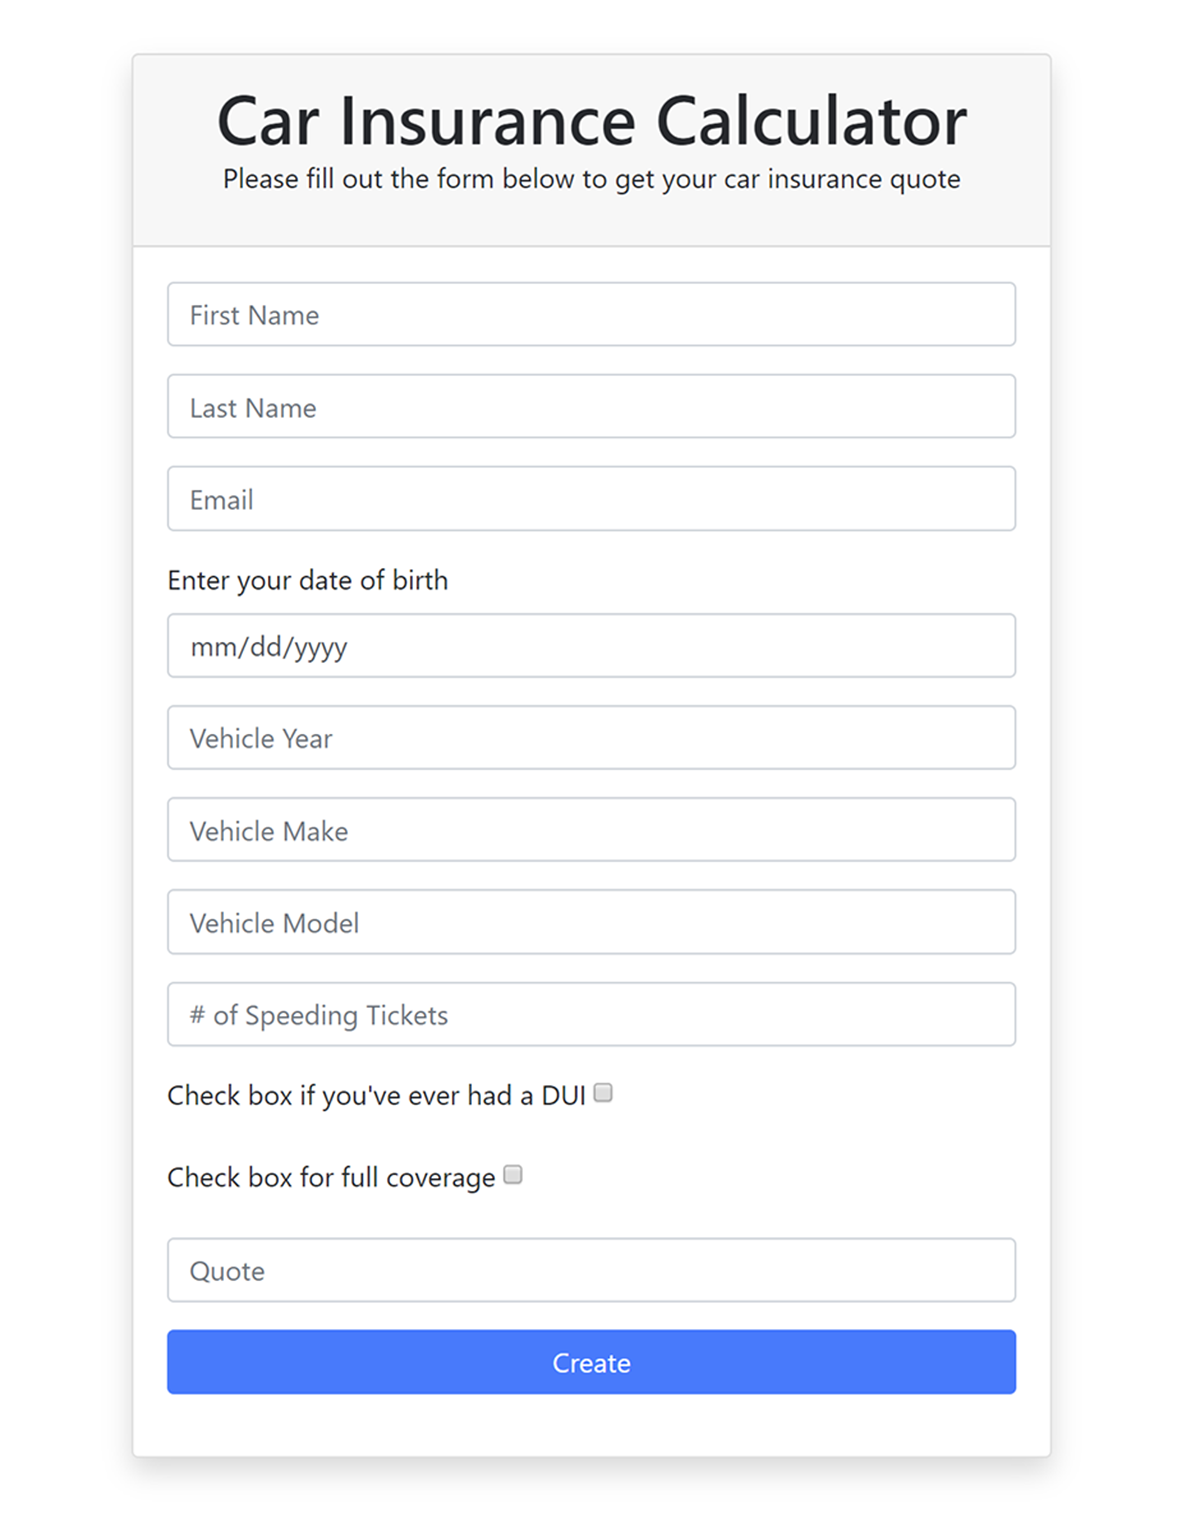 Car Insurance Calculator
Please fill out the form below to get your car insurance quote
First Name
Last Name
Email
Enter your date of birth
mm/dd/yyyy
Vehicle Year
Vehicle Make
Vehicle Model
# of Speeding Tickets
Check box if you've ever had a DUI
Check box for full coverage
Quote
Create